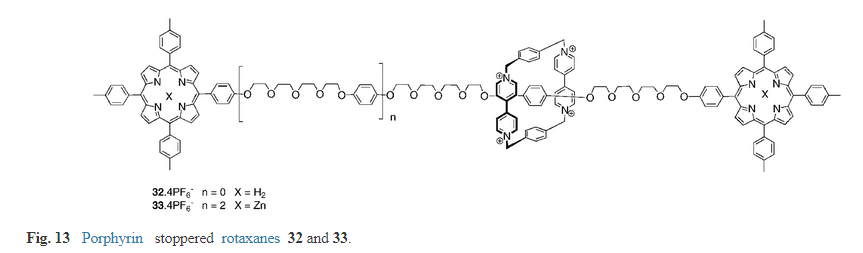 N⊕
N N ⊕N N N
X O O O O O O O O O O O O O O O X
N N N⊕ N N
n
⊕N
32.4PF₆⁻ n = 0 X = H₂
33.4PF₆⁻ n = 2 X = Zn
Fig. 13 Porphyrin stoppered rotaxanes 32 and 33.